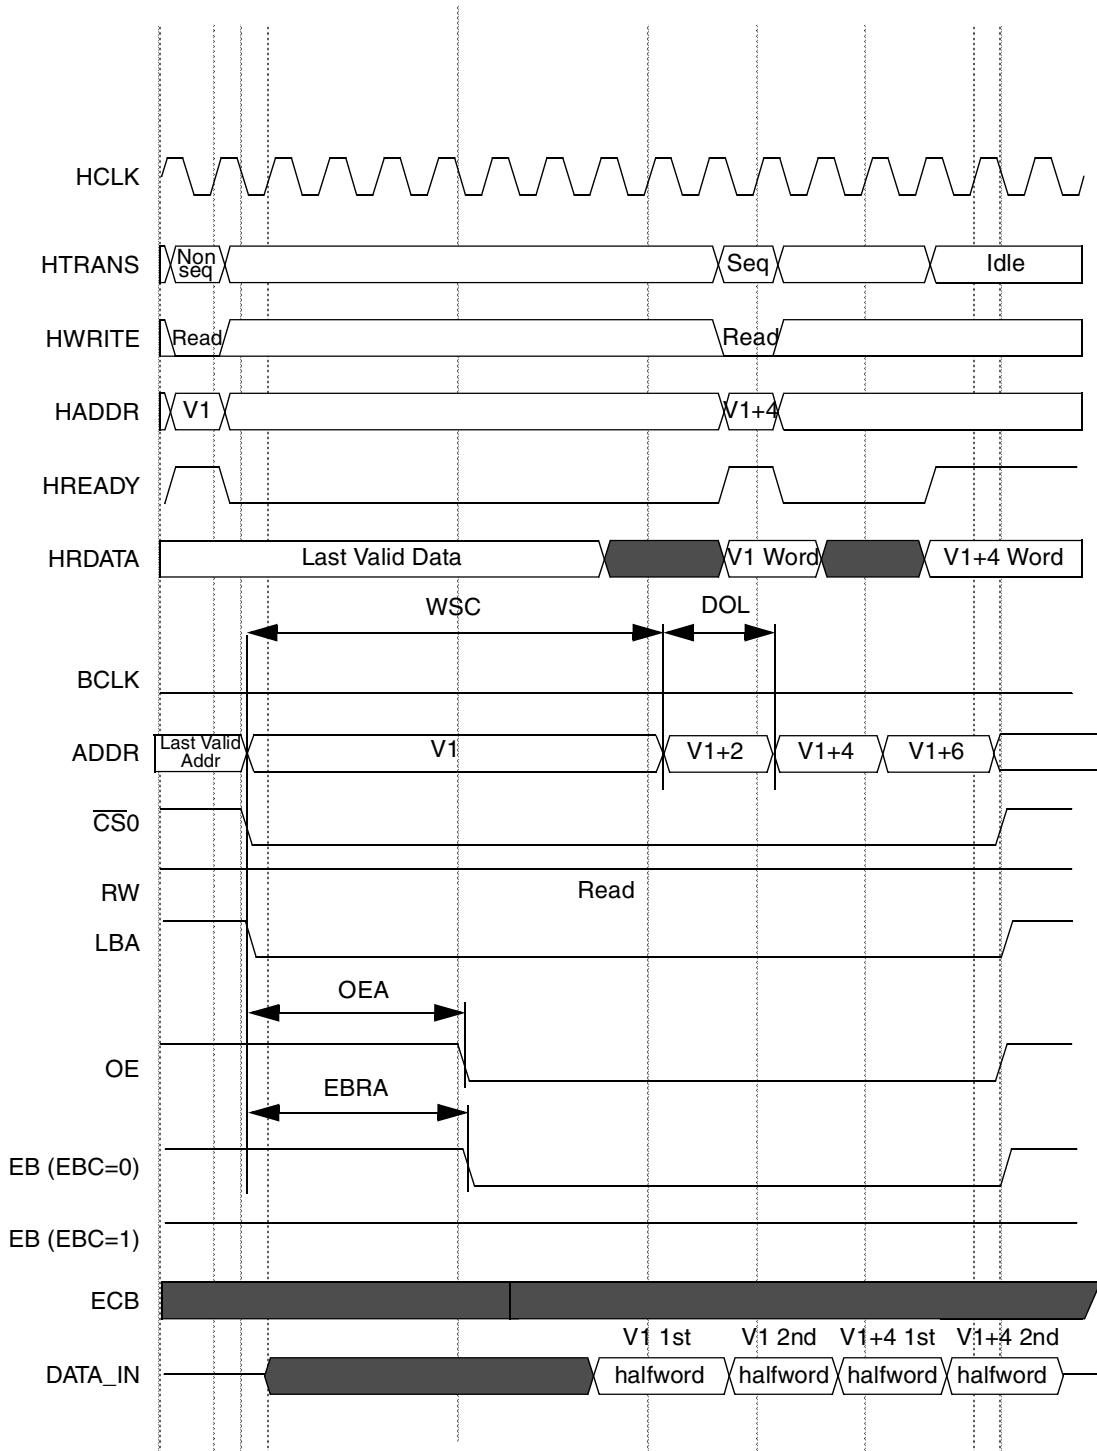 HCLK
HTRANS
Non
seq
Seq
Idle
HWRITE
Read
Read
HADDR
V1
V1+4
HREADY
HRDATA
Last Valid Data
V1 Word
V1+4 Word
WSC
DOL
BCLK
ADDR
Last Valid
Addr
V1
V1+2
V1+4
V1+6
CS0
RW
Read
LBA
OEA
OE
EBRA
EB (EBC=0)
EB (EBC=1)
ECB
DATA_IN
V1 1st
halfword
V1 2nd
halfword
V1+4 1st
halfword
V1+4 2nd
halfword